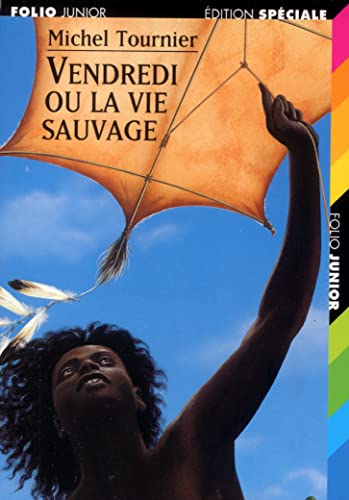 FOLIO JUNIOR
ÉDITION SPÉCIALE
Michel Tournier
VENDREDI
OU LA VIE
SAUVAGE
FOLIO JUNIOR